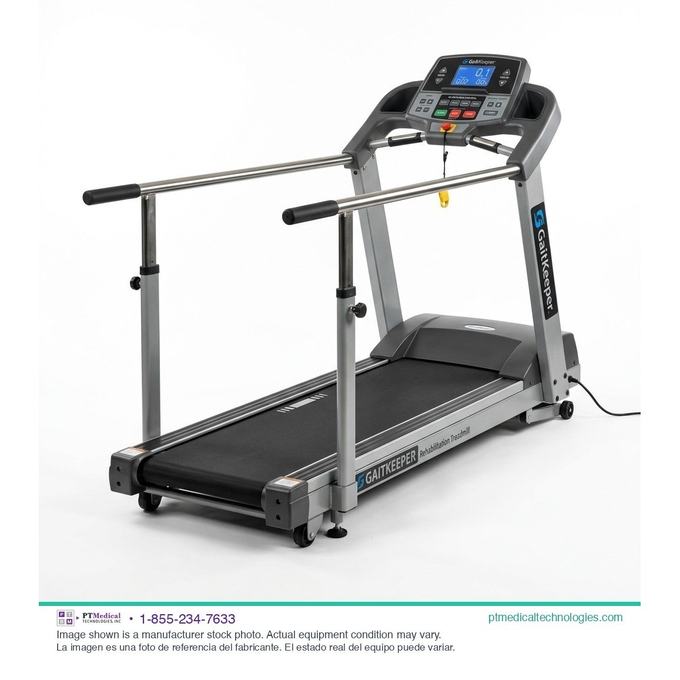 GaitKeeper
0.1
GaitKeeper
GAITKEEPER Rehabilitation Treadmill
PTMedical
TECHNOLOGIES, INC
• 1-855-234-7633
ptmedicaltechnologies.com
Image shown is a manufacturer stock photo. Actual equipment condition may vary.
La imagen es una foto de referencia del fabricante. El estado real del equipo puede variar.